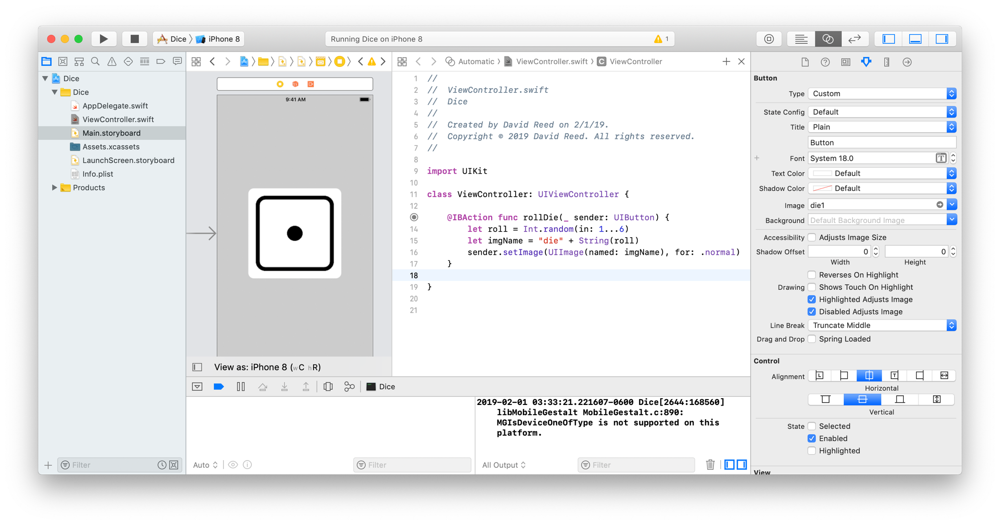 Dice
iPhone 8
Running Dice on iPhone 8
1
Automatic
ViewController.swift
C
ViewController
Dice
Dice
AppDelegate.swift
ViewController.swift
Main.storyboard
Assets.xcassets
LaunchScreen.storyboard
Info.plist
Products
9:41 AM
View as: iPhone 8 (wC hR)
1 //
2 //  ViewController.swift
3 //  Dice
4 //
5 //  Created by David Reed on 2/1/19.
6 //  Copyright © 2019 David Reed. All rights reserved.
7 //
8
9 import UIKit
10
11 class ViewController: UIViewController {
12
@IBAction func rollDie(_ sender: UIButton) {
14 let roll = Int.random(in: 1...6)
15 let imgName = "die" + String(roll)
16 sender.setImage(UIImage(named: imgName), for: .normal)
17 }
18
19 }
20
21
Button
Type Custom
State Config Default
Title Plain
Button
Font System 18.0 T
Text Color Default
Shadow Color Default
Image die1
Background Default Background Image
Accessibility Adjusts Image Size
Shadow Offset 0 0
Width Height
Reverses On Highlight
Drawing Shows Touch On Highlight
Highlighted Adjusts Image
Disabled Adjusts Image
Line Break Truncate Middle
Drag and Drop Spring Loaded
Control
Alignment L T
Horizontal
Vertical
State Selected
Enabled
Highlighted
View
Dice
2019-02-01 03:33:21.221607-0600 Dice[2644:168560]
libMobileGestalt MobileGestalt.c:890:
MGIsDeviceOneOfType is not supported on this
platform.
Filter
Auto
Filter
All Output
Filter